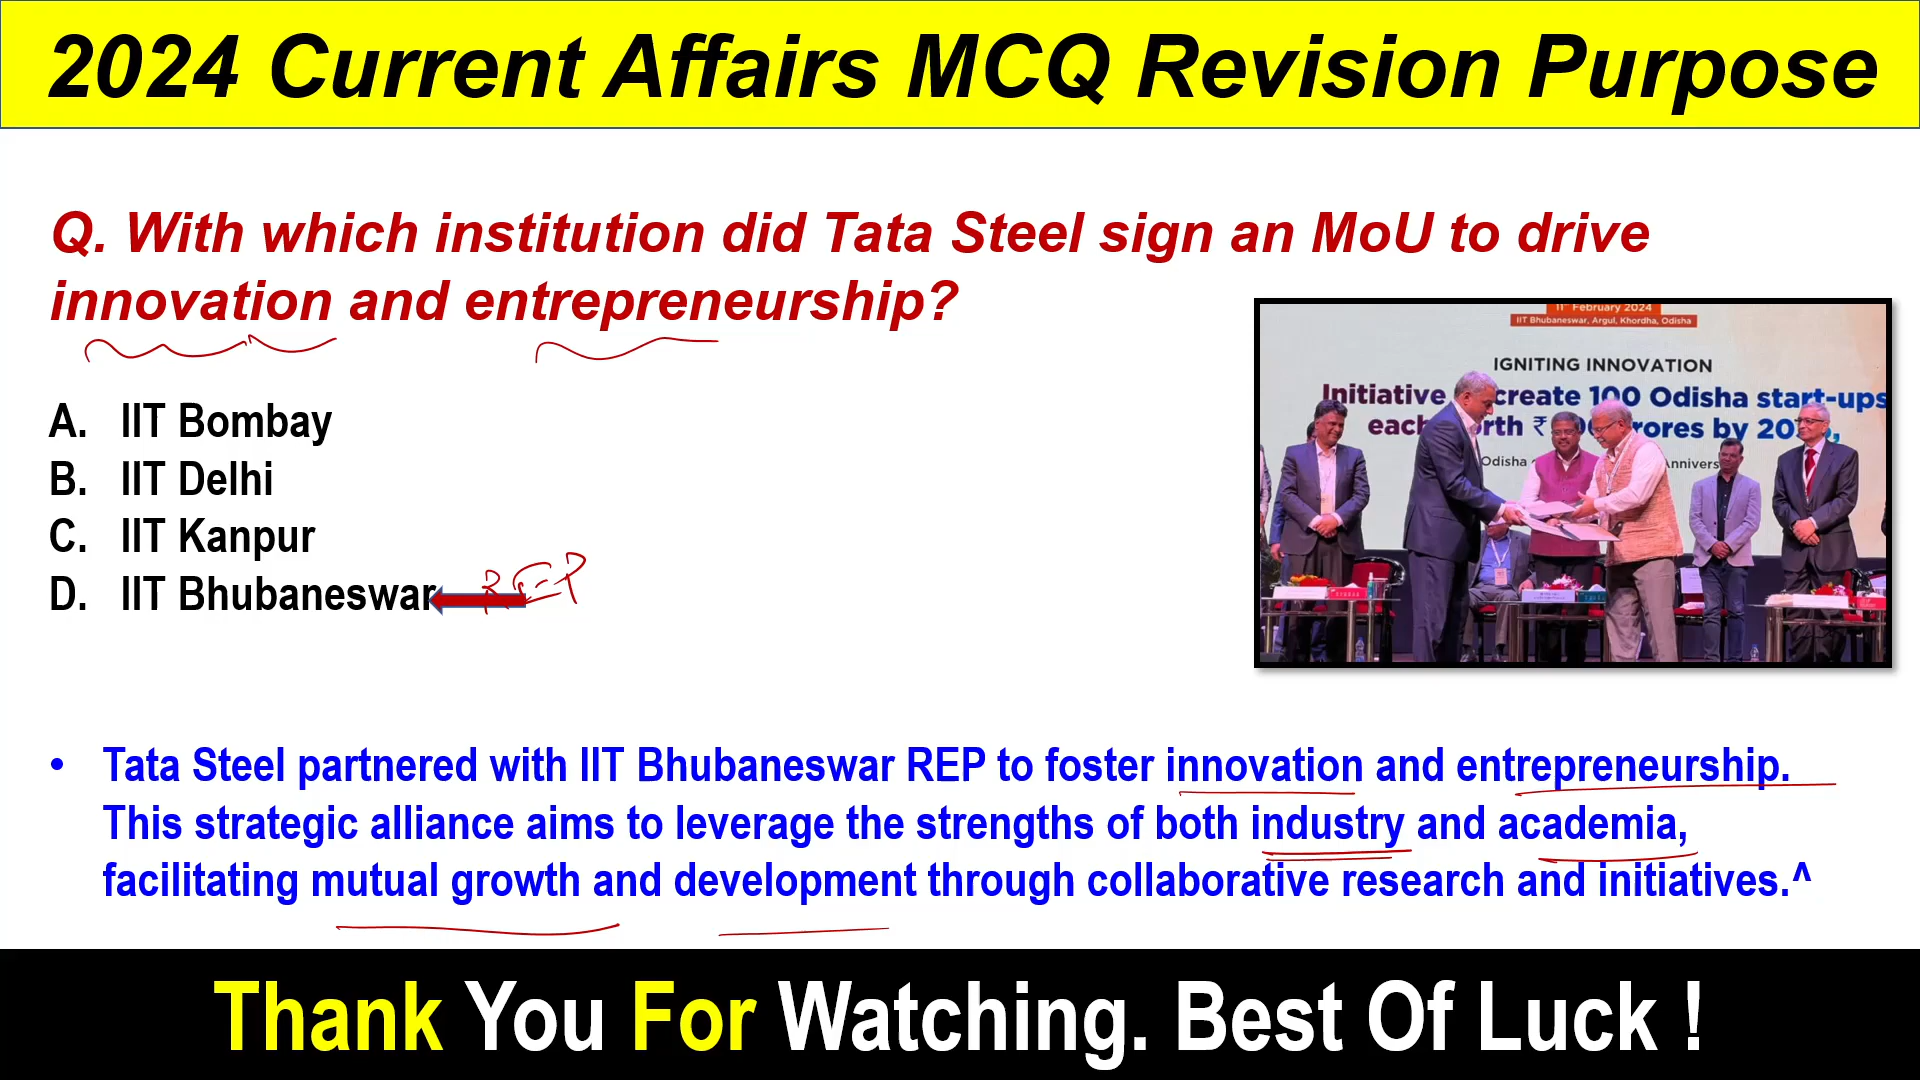 2024 Current Affairs MCQ Revision Purpose
Q. With which institution did Tata Steel sign an MoU to drive
innovation and entrepreneurship?
A. IIT Bombay
B. IIT Delhi
C. IIT Kanpur
D. IIT Bhubaneswar
REP
11th February 2024
IIT Bhubaneswar, Argul, Khordha, Odisha
IGNITING INNOVATION
Initiative create 100 Odisha start-ups
each ₹ by
Odisha
• Tata Steel partnered with IIT Bhubaneswar REP to foster innovation and entrepreneurship.
This strategic alliance aims to leverage the strengths of both industry and academia,
facilitating mutual growth and development through collaborative research and initiatives.^
Thank You For Watching. Best Of Luck !